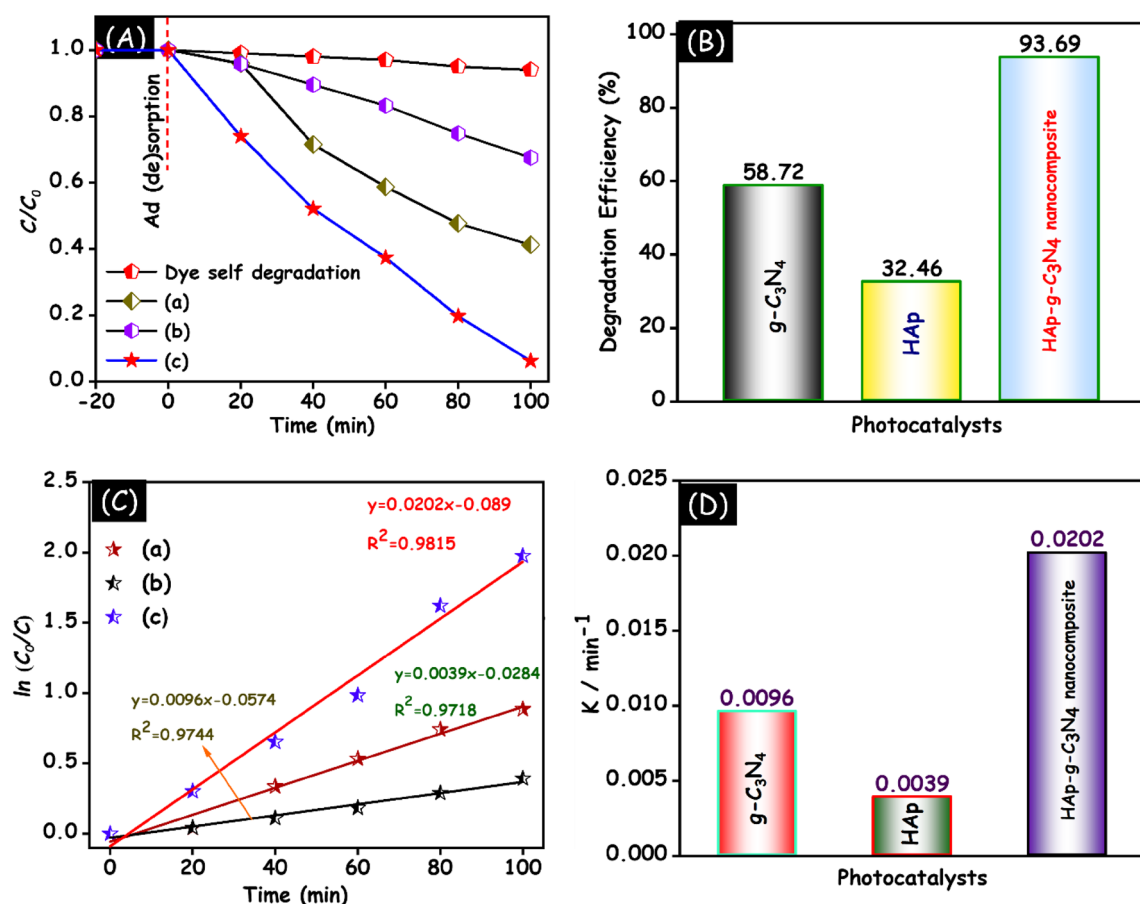 (A)
1.0
0.8
0.6
0.4
0.2
0.0
C/C₀
Ad (de)sorption
Dye self degradation
(a)
(b)
(c)
-20 0 20 40 60 80 100
Time (min)
(B)
100
80
60
40
20
0
Degradation Efficiency (%)
58.72
32.46
93.69
g-C₃N₄
HAp
HAp-g-C₃N₄ nanocomposite
Photocatalysts
(C)
2.5
2.0
1.5
1.0
0.5
0.0
ln (C₀/C)
(a)
(b)
(c)
y=0.0202x-0.089
R²=0.9815
y=0.0039x-0.0284
R²=0.9718
y=0.0096x-0.0574
R²=0.9744
0 20 40 60 80 100
Time (min)
(D)
0.025
0.020
0.015
0.010
0.005
0.000
K / min⁻¹
0.0096
0.0039
0.0202
g-C₃N₄
HAp
HAp-g-C₃N₄ nanocomposite
Photocatalysts